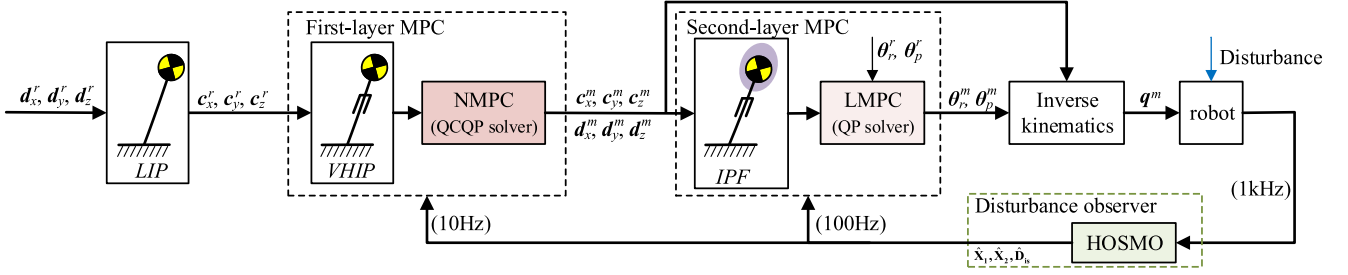 First-layer MPC
Second-layer MPC
θ_r^r, θ_p^r
Disturbance
d_x^r, d_y^r, d_z^r
c_x^r, c_y^r, c_z^r
NMPC
(QCQP solver)
c_x^m, c_y^m, c_z^m
d_x^m, d_y^m, d_z^m
LMPC
(QP solver)
θ_r^m, θ_p^m
Inverse
kinematics
q^m
robot
LIP
VHIP
IPF
(10Hz)
(100Hz)
(1kHz)
Disturbance observer
HOSMO
X̂_1, X̂_2, D̂_is